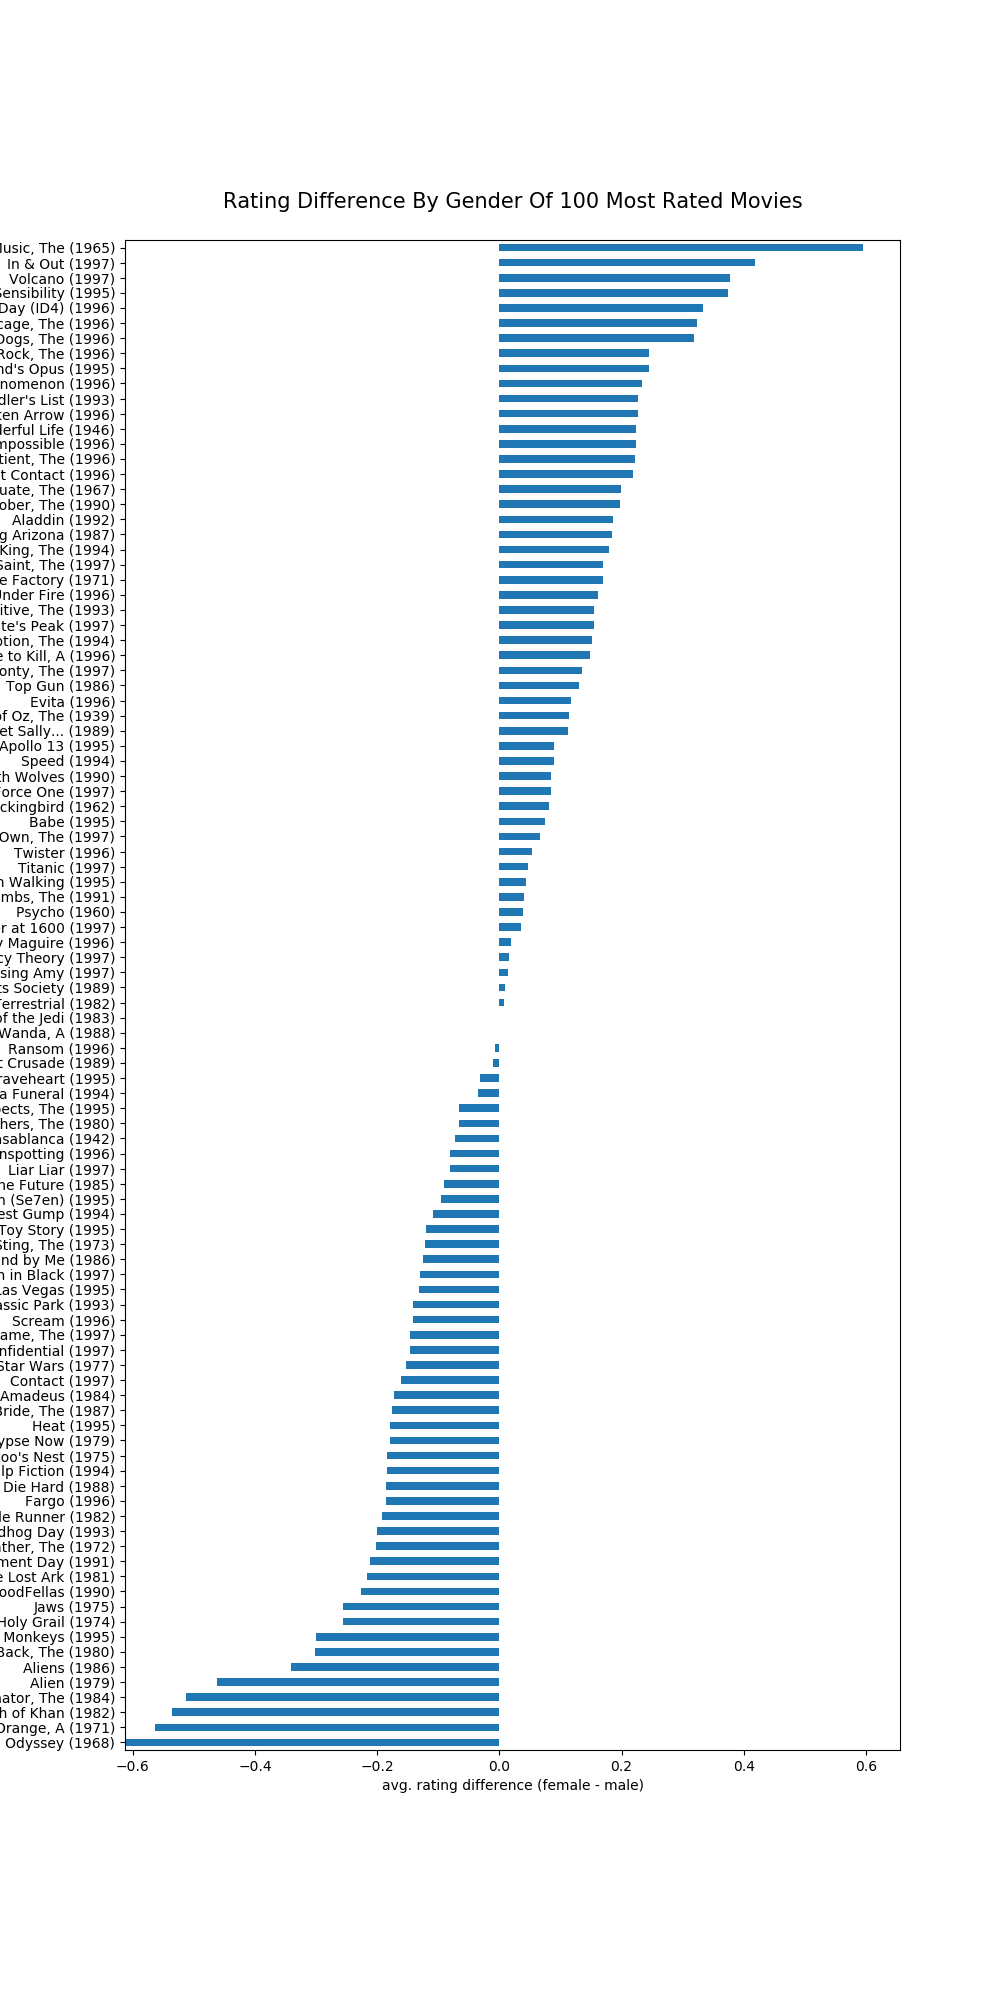 Rating Difference By Gender Of 100 Most Rated Movies
Music, The (1965)
In & Out (1997)
Volcano (1997)
Sensibility (1995)
Day (ID4) (1996)
cage, The (1996)
Dogs, The (1996)
Rock, The (1996)
nd's Opus (1995)
nomenon (1996)
dler's List (1993)
ken Arrow (1996)
derful Life (1946)
mpossible (1996)
tient, The (1996)
t Contact (1996)
uate, The (1967)
ober, The (1990)
Aladdin (1992)
g Arizona (1987)
King, The (1994)
Saint, The (1997)
e Factory (1971)
Under Fire (1996)
itive, The (1993)
te's Peak (1997)
ption, The (1994)
e to Kill, A (1996)
onty, The (1997)
Top Gun (1986)
Evita (1996)
of Oz, The (1939)
et Sally... (1989)
Apollo 13 (1995)
Speed (1994)
th Wolves (1990)
Force One (1997)
ckingbird (1962)
Babe (1995)
Own, The (1997)
Twister (1996)
Titanic (1997)
n Walking (1995)
mbs, The (1991)
Psycho (1960)
er at 1600 (1997)
y Maguire (1996)
cy Theory (1997)
sing Amy (1997)
ts Society (1989)
Terrestrial (1982)
of the Jedi (1983)
Wanda, A (1988)
Ransom (1996)
t Crusade (1989)
raveheart (1995)
a Funeral (1994)
pects, The (1995)
hers, The (1980)
asablanca (1942)
nspotting (1996)
Liar Liar (1997)
he Future (1985)
n (Se7en) (1995)
est Gump (1994)
Toy Story (1995)
Sting, The (1973)
nd by Me (1986)
n in Black (1997)
Las Vegas (1995)
assic Park (1993)
Scream (1996)
ame, The (1997)
nfidential (1997)
Star Wars (1977)
Contact (1997)
Amadeus (1984)
Bride, The (1987)
Heat (1995)
ypse Now (1979)
oo's Nest (1975)
lp Fiction (1994)
Die Hard (1988)
Fargo (1996)
de Runner (1982)
dhog Day (1993)
ather, The (1972)
ment Day (1991)
e Lost Ark (1981)
oodFellas (1990)
Jaws (1975)
Holy Grail (1974)
Monkeys (1995)
Back, The (1980)
Aliens (1986)
Alien (1979)
nator, The (1984)
h of Khan (1982)
Orange, A (1971)
Odyssey (1968)
−0.6 −0.4 −0.2 0.0 0.2 0.4 0.6
avg. rating difference (female - male)